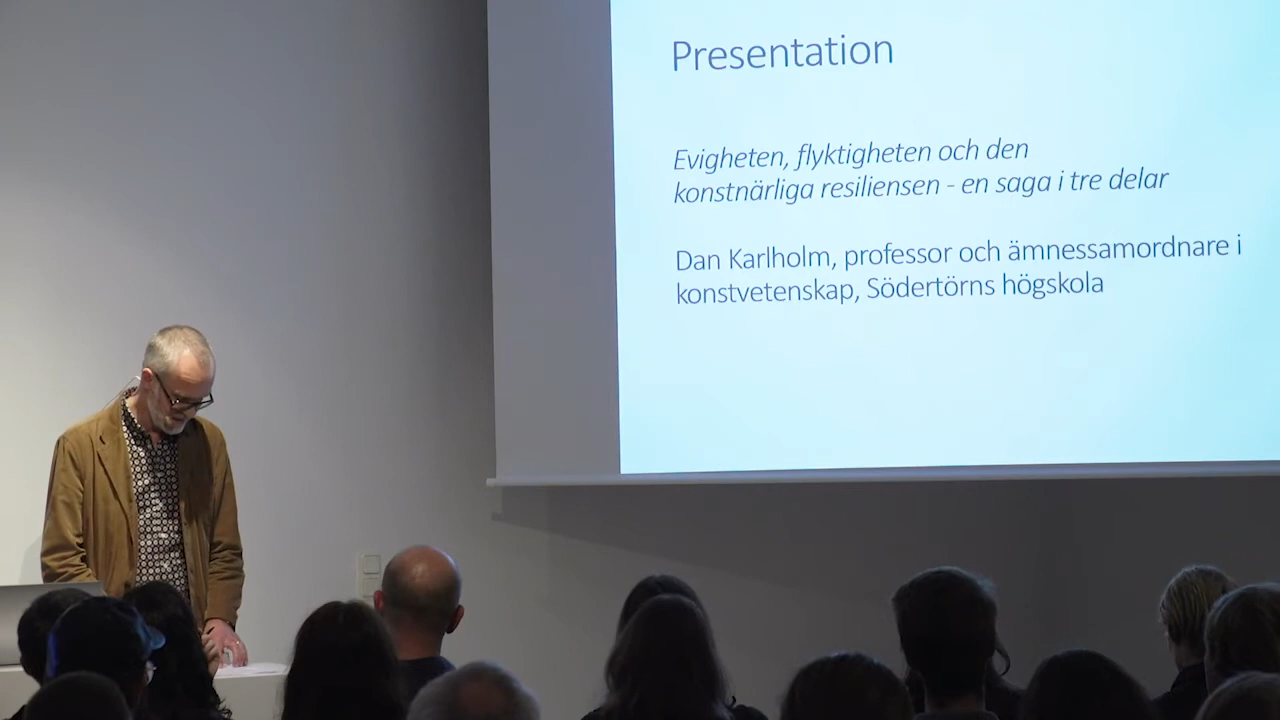 Presentation
Evigheten, flyktigheten och den
konstnärliga resiliensen - en saga i tre delar
Dan Karlholm, professor och ämnessamordnare i
konstvetenskap, Södertörns högskola